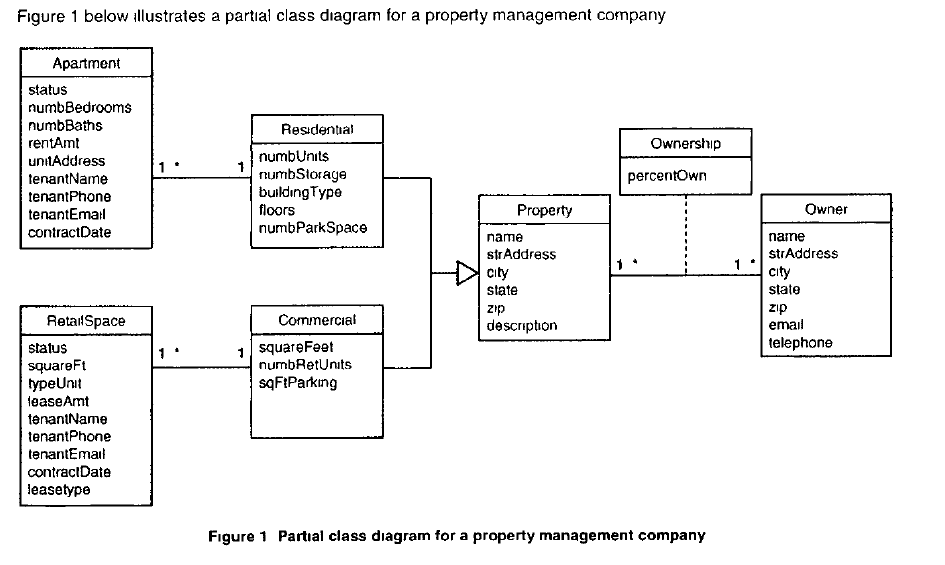 Figure 1 below illustrates a partial class diagram for a property management company
Apartment
status
numbBedrooms
numbBaths
rentAmt
unitAddress
tenantName
tenantPhone
tenantEmail
contractDate
1 *
1
Residential
numbUnits
numbStorage
buildingType
floors
numbParkSpace
Ownership
percentOwn
Property
name
strAddress
city
state
zip
description
1 *
1 *
Owner
name
strAddress
city
state
zip
email
telephone
RetailSpace
status
squareFt
typeUnit
leaseAmt
tenantName
tenantPhone
tenantEmail
contractDate
leasetype
1 *
1
Commercial
squareFeet
numbRetUnits
sqFtParking
Figure 1 Partial class diagram for a property management company